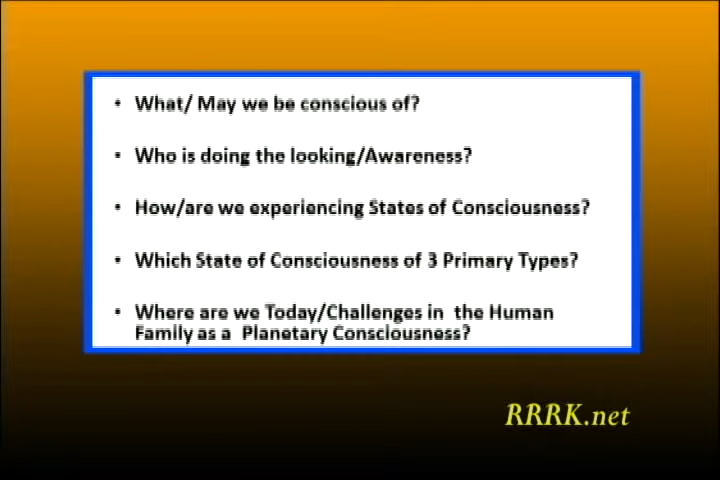 • What/ May we be conscious of?
• Who is doing the looking/Awareness?
• How/are we experiencing States of Consciousness?
• Which State of Consciousness of 3 Primary Types?
• Where are we Today/Challenges in the Human
Family as a Planetary Consciousness?
RRRK.net